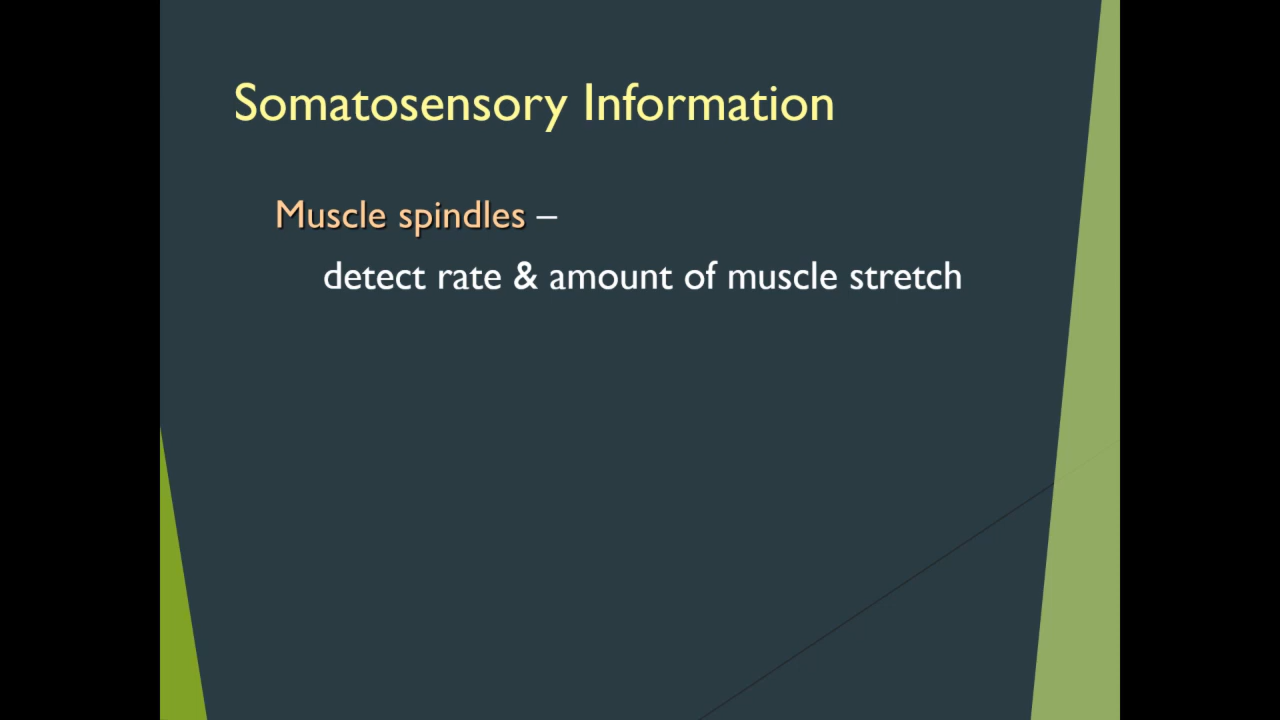 Somatosensory Information
Muscle spindles –
detect rate & amount of muscle stretch